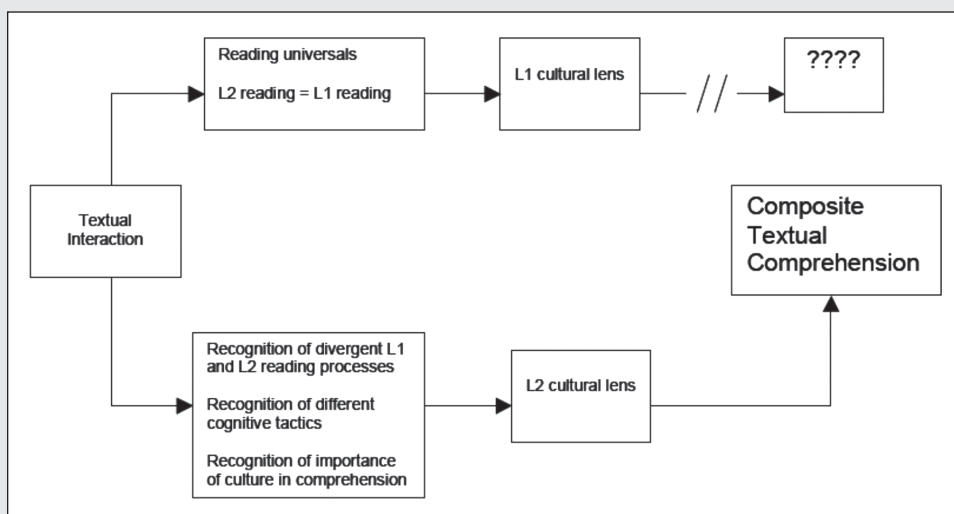 Reading universals
L2 reading = L1 reading
L1 cultural lens
????
Textual
Interaction
Composite
Textual
Comprehension
Recognition of divergent L1
and L2 reading processes
Recognition of different
cognitive tactics
Recognition of importance
of culture in comprehension
L2 cultural lens